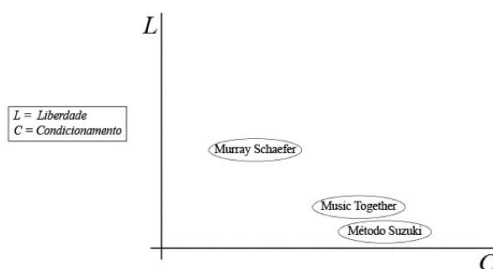 L
L = Liberdade
C = Condicionamento
Murray Schaefer
Music Together
Método Suzuki
C